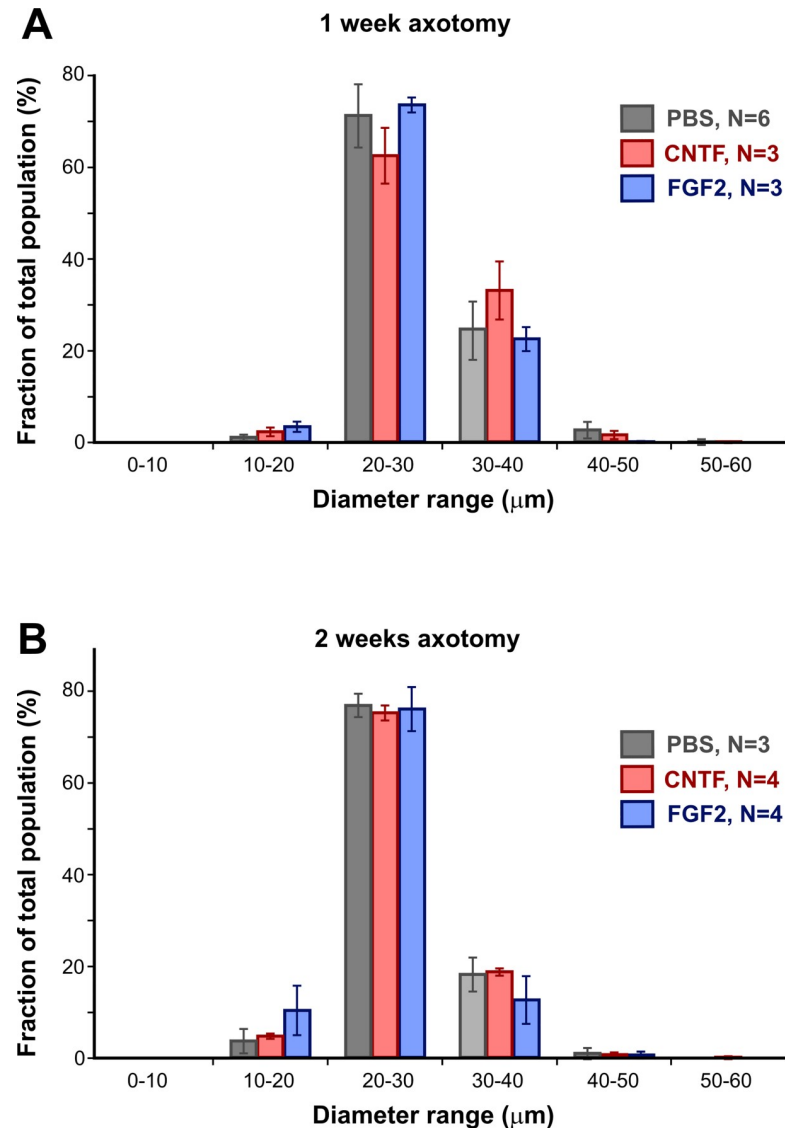 A
1 week axotomy
Fraction of total population (%)
80
60
40
20
0
PBS, N=6
CNTF, N=3
FGF2, N=3
0-10 10-20 20-30 30-40 40-50 50-60
Diameter range (μm)
B
2 weeks axotomy
Fraction of total population (%)
80
60
40
20
0
PBS, N=3
CNTF, N=4
FGF2, N=4
0-10 10-20 20-30 30-40 40-50 50-60
Diameter range (μm)